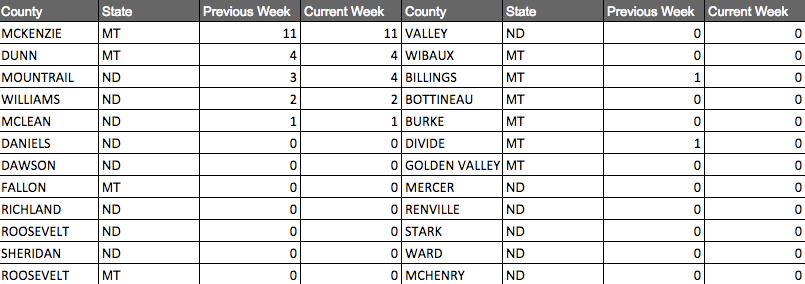 County State Previous Week Current Week County State Previous Week Current Week
MCKENZIE MT 11 11 VALLEY ND 0 0
DUNN MT 4 4 WIBAUX MT 0 0
MOUNTRAIL ND 3 4 BILLINGS MT 1 0
WILLIAMS ND 2 2 BOTTINEAU MT 0 0
MCLEAN ND 1 1 BURKE MT 0 0
DANIELS ND 0 0 DIVIDE MT 1 0
DAWSON ND 0 0 GOLDEN VALLEY MT 0 0
FALLON MT 0 0 MERCER ND 0 0
RICHLAND ND 0 0 RENVILLE ND 0 0
ROOSEVELT ND 0 0 STARK ND 0 0
SHERIDAN ND 0 0 WARD ND 0 0
ROOSEVELT MT 0 0 MCHENRY ND 0 0